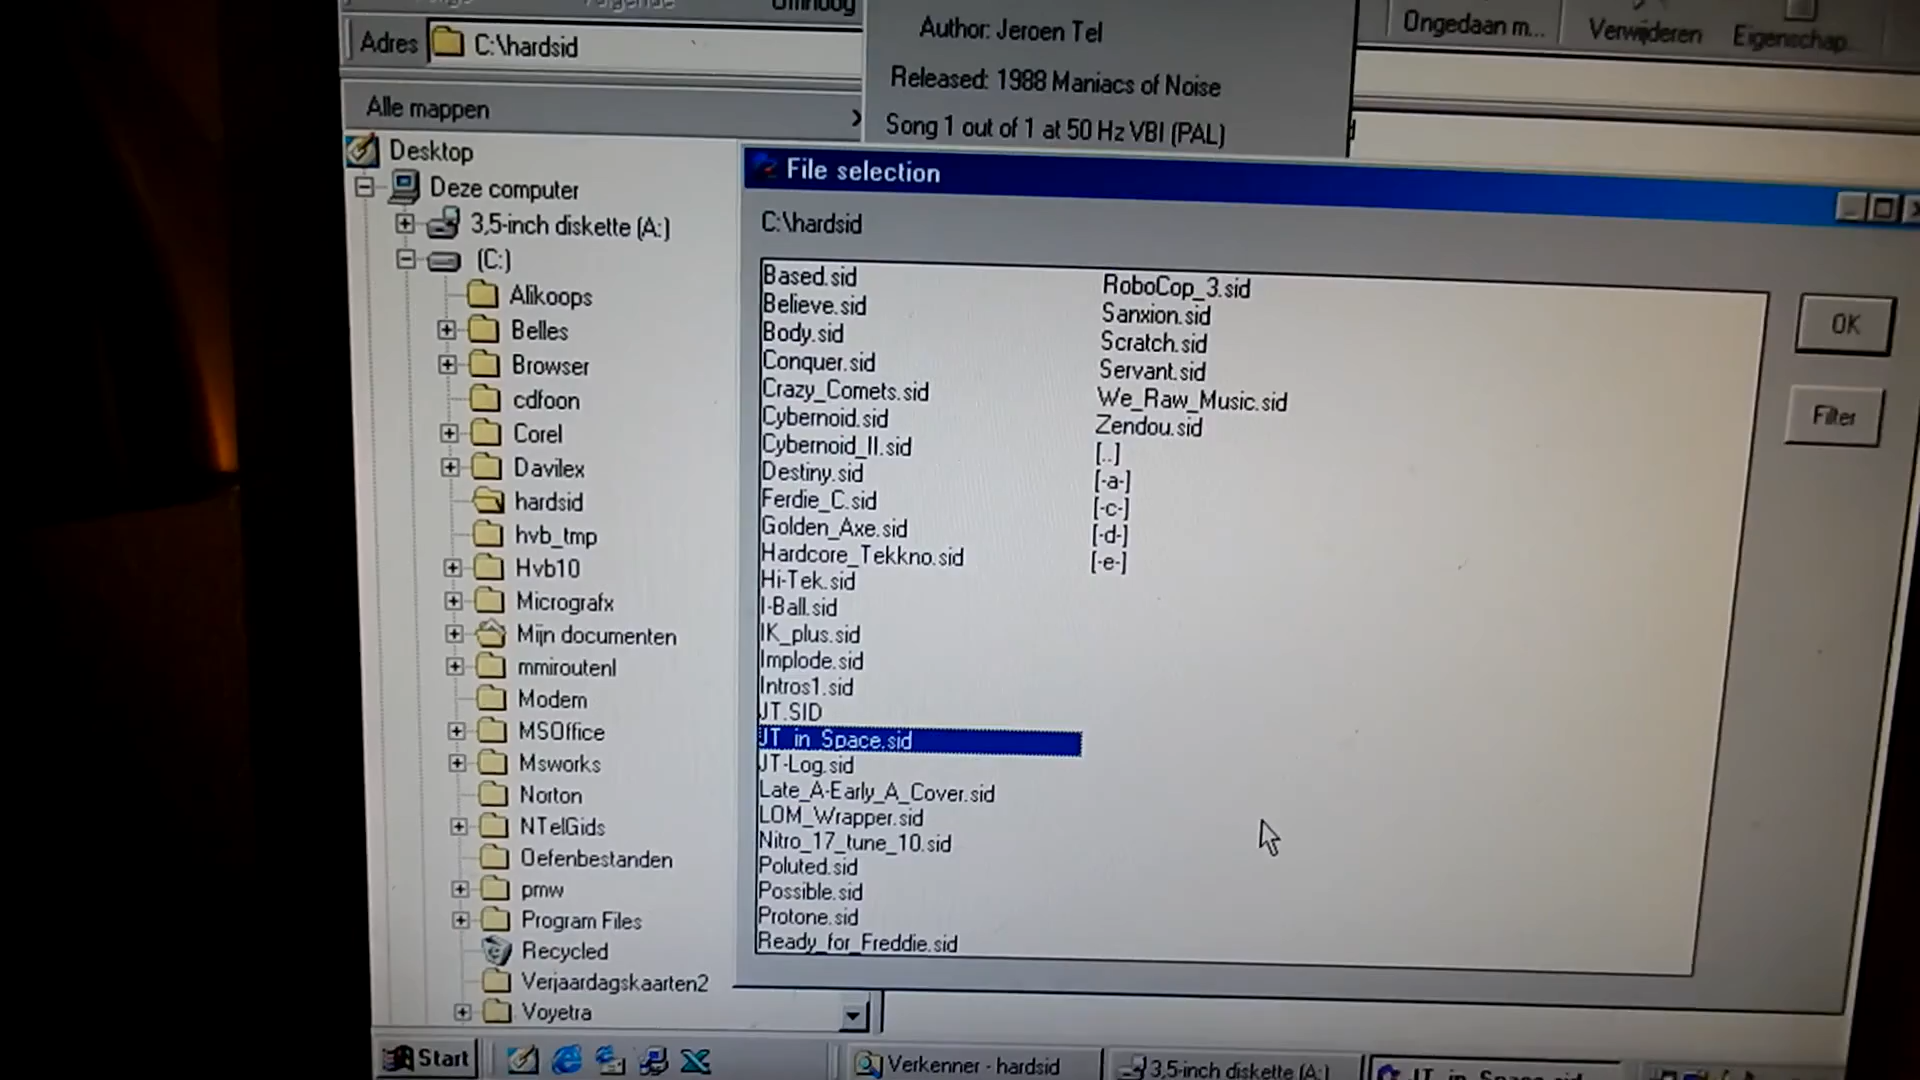 Omhoog
Ongedaan m...
Verwijderen
Eigenschap
Adres
C:\hardsid
Author: Jeroen Tel
Released: 1988 Maniacs of Noise
Song 1 out of 1 at 50 Hz VBI (PAL)
Alle mappen
Desktop
Deze computer
3,5-inch diskette (A:)
(C:)
Alikoops
Belles
Browser
cdfoon
Corel
Davilex
hardsid
hvb_tmp
Hvb10
Micrografx
Mijn documenten
mmiroutenl
Modem
MSOffice
Msworks
Norton
NTelGids
Oefenbestanden
pmw
Program Files
Recycled
Verjaardagskaarten2
Voyetra
File selection
C:\hardsid
Based.sid
Believe.sid
Body.sid
Conquer.sid
Crazy_Comets.sid
Cybernoid.sid
Cybernoid_II.sid
Destiny.sid
Ferdie_C.sid
Golden_Axe.sid
Hardcore_Tekkno.sid
Hi-Tek.sid
I-Ball.sid
IK_plus.sid
Implode.sid
Intros1.sid
JT.SID
JT_in_Space.sid
JT-Log.sid
Late_A-Early_A_Cover.sid
LOM_Wrapper.sid
Nitro_17_tune_10.sid
Poluted.sid
Possible.sid
Protone.sid
Ready_for_Freddie.sid
RoboCop_3.sid
Sanxion.sid
Scratch.sid
Servant.sid
We_Raw_Music.sid
Zendou.sid
[..]
[-a-]
[-c-]
[-d-]
[-e-]
OK
Filter
Start
Verkenner - hardsid
3,5-inch diskette (A:)
JT_in_Space.sid